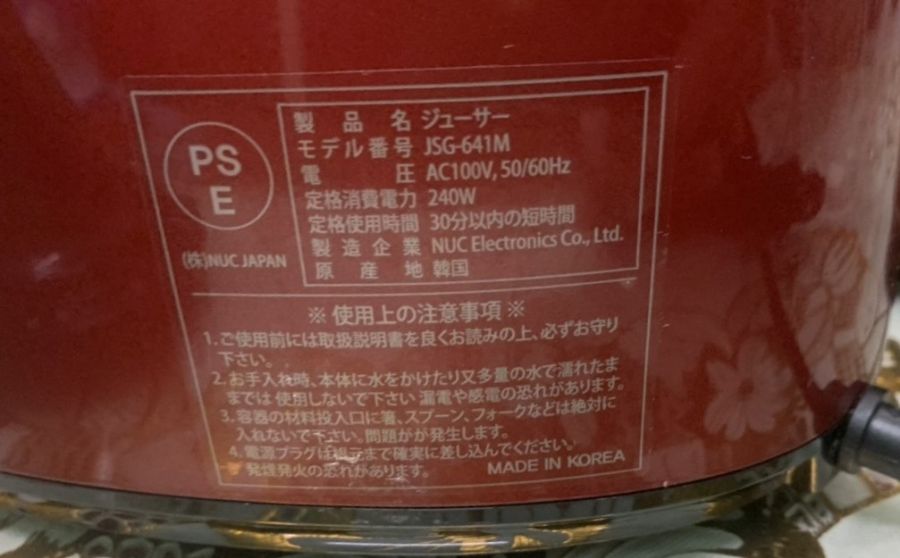 PS
E
(株)NUC JAPAN
製品名 ジューサー
モデル番号 JSG-641M
電圧 AC100V, 50/60Hz
定格消費電力 240W
定格使用時間 30分以内の短時間
製造企業 NUC Electronics Co., Ltd.
原産地 韓国
※ 使用上の注意事項 ※
1. ご使用前には取扱説明書を良くお読みの上、必ずお守り
下さい。
2. お手入れ時、本体に水をかけたり又多量の水で濡れたま
までは 使用しないで下さい 漏電や感電の恐れがあります。
3. 容器の材料投入口に箸、スプーン、フォークなどは絶対に
入れないで下さい。問題がが発生します。
4. 電源プラグは根元まで確実に差し込んでください。
発煙発火の恐れがあります。
MADE IN KOREA